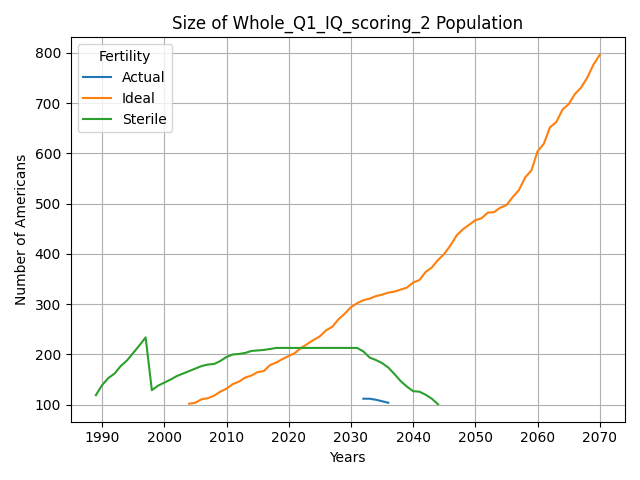 Size of Whole_Q1_IQ_scoring_2 Population
Fertility
Actual
Ideal
Sterile
Number of Americans
800
700
600
500
400
300
200
100
1990 2000 2010 2020 2030 2040 2050 2060 2070
Years